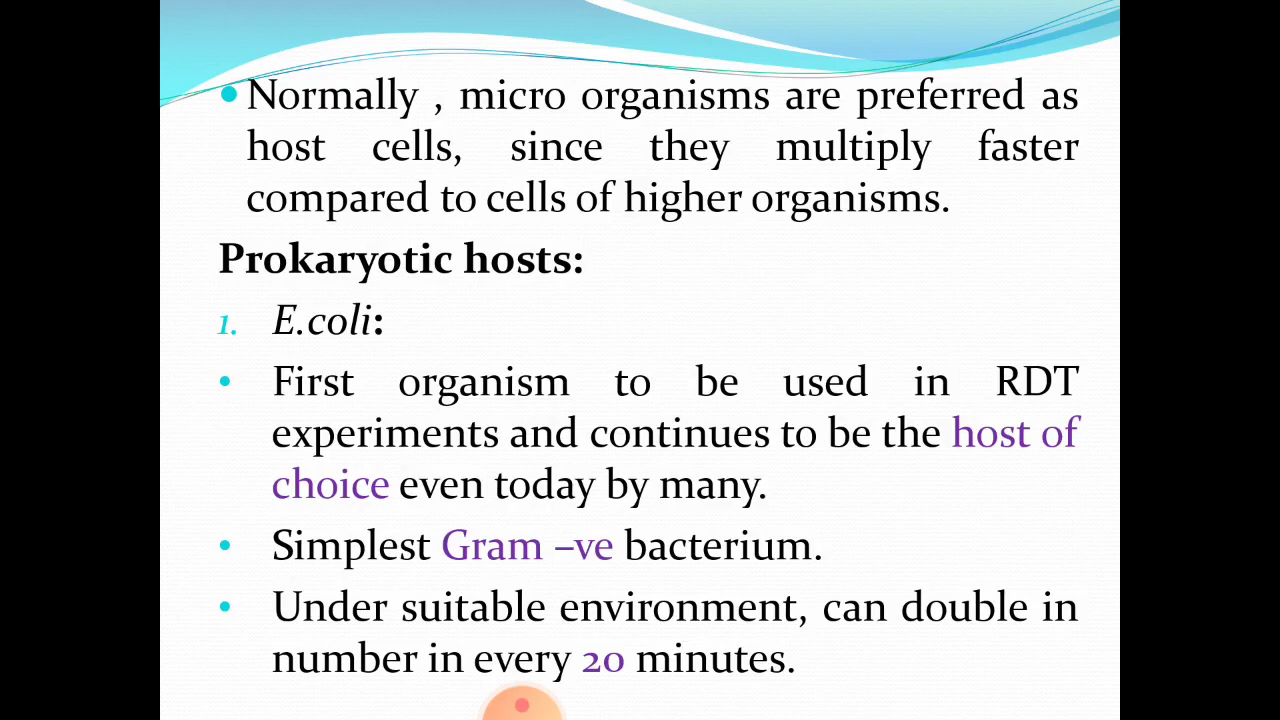 Normally , micro organisms are preferred as
host cells, since they multiply faster
compared to cells of higher organisms.
Prokaryotic hosts:
1. E.coli:
• First organism to be used in RDT
experiments and continues to be the host of
choice even today by many.
• Simplest Gram –ve bacterium.
• Under suitable environment, can double in
number in every 20 minutes.